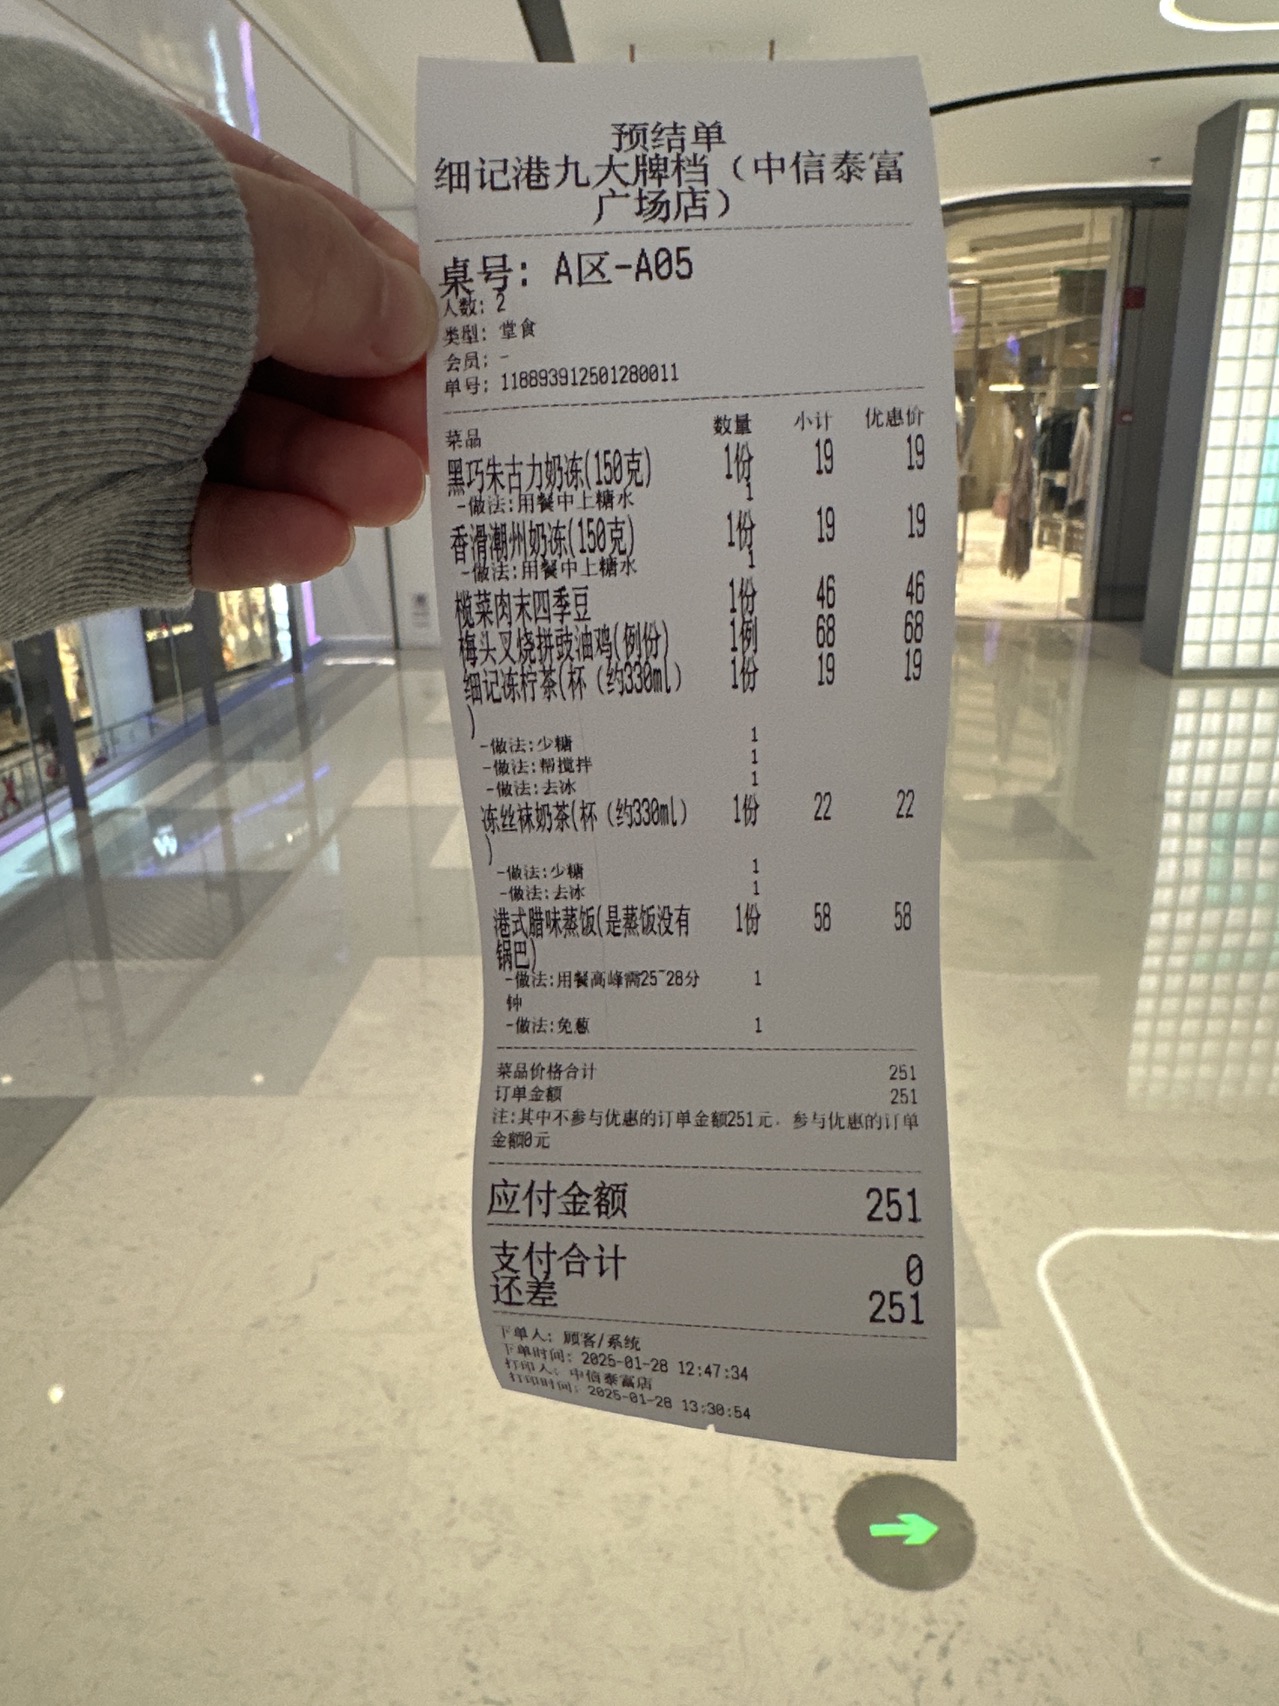 预结单
细记港九大牌档（中信泰富
广场店）
桌号: A区-A05
人数: 2
类型: 堂食
会员: -
单号: 118893912501280011
菜品 数量 小计 优惠价
黑巧朱古力奶冻(150克) 1份 19 19
-做法:用餐中上糖水 1
香滑潮州奶冻(150克) 1份 19 19
-做法:用餐中上糖水 1
榄菜肉末四季豆 1份 46 46
梅头叉烧拼豉油鸡(例份) 1例 68 68
细记冻柠茶(杯（约330ml） 1份 19 19
)
-做法:少糖 1
-做法:帮搅拌 1
-做法:去冰 1
冻丝袜奶茶(杯（约330ml） 1份 22 22
)
-做法:少糖 1
-做法:去冰 1
港式腊味蒸饭(是蒸饭没有 1份 58 58
锅巴)
-做法:用餐高峰需25~28分 1
钟
-做法:免葱 1
菜品价格合计 251
订单金额 251
注:其中不参与优惠的订单金额251元，参与优惠的订单
金额0元
应付金额 251
支付合计 0
还差 251
下单人: 顾客/系统
下单时间: 2025-01-28 12:47:34
打印人: 中信泰富店
打印时间: 2025-01-28 13:30:54